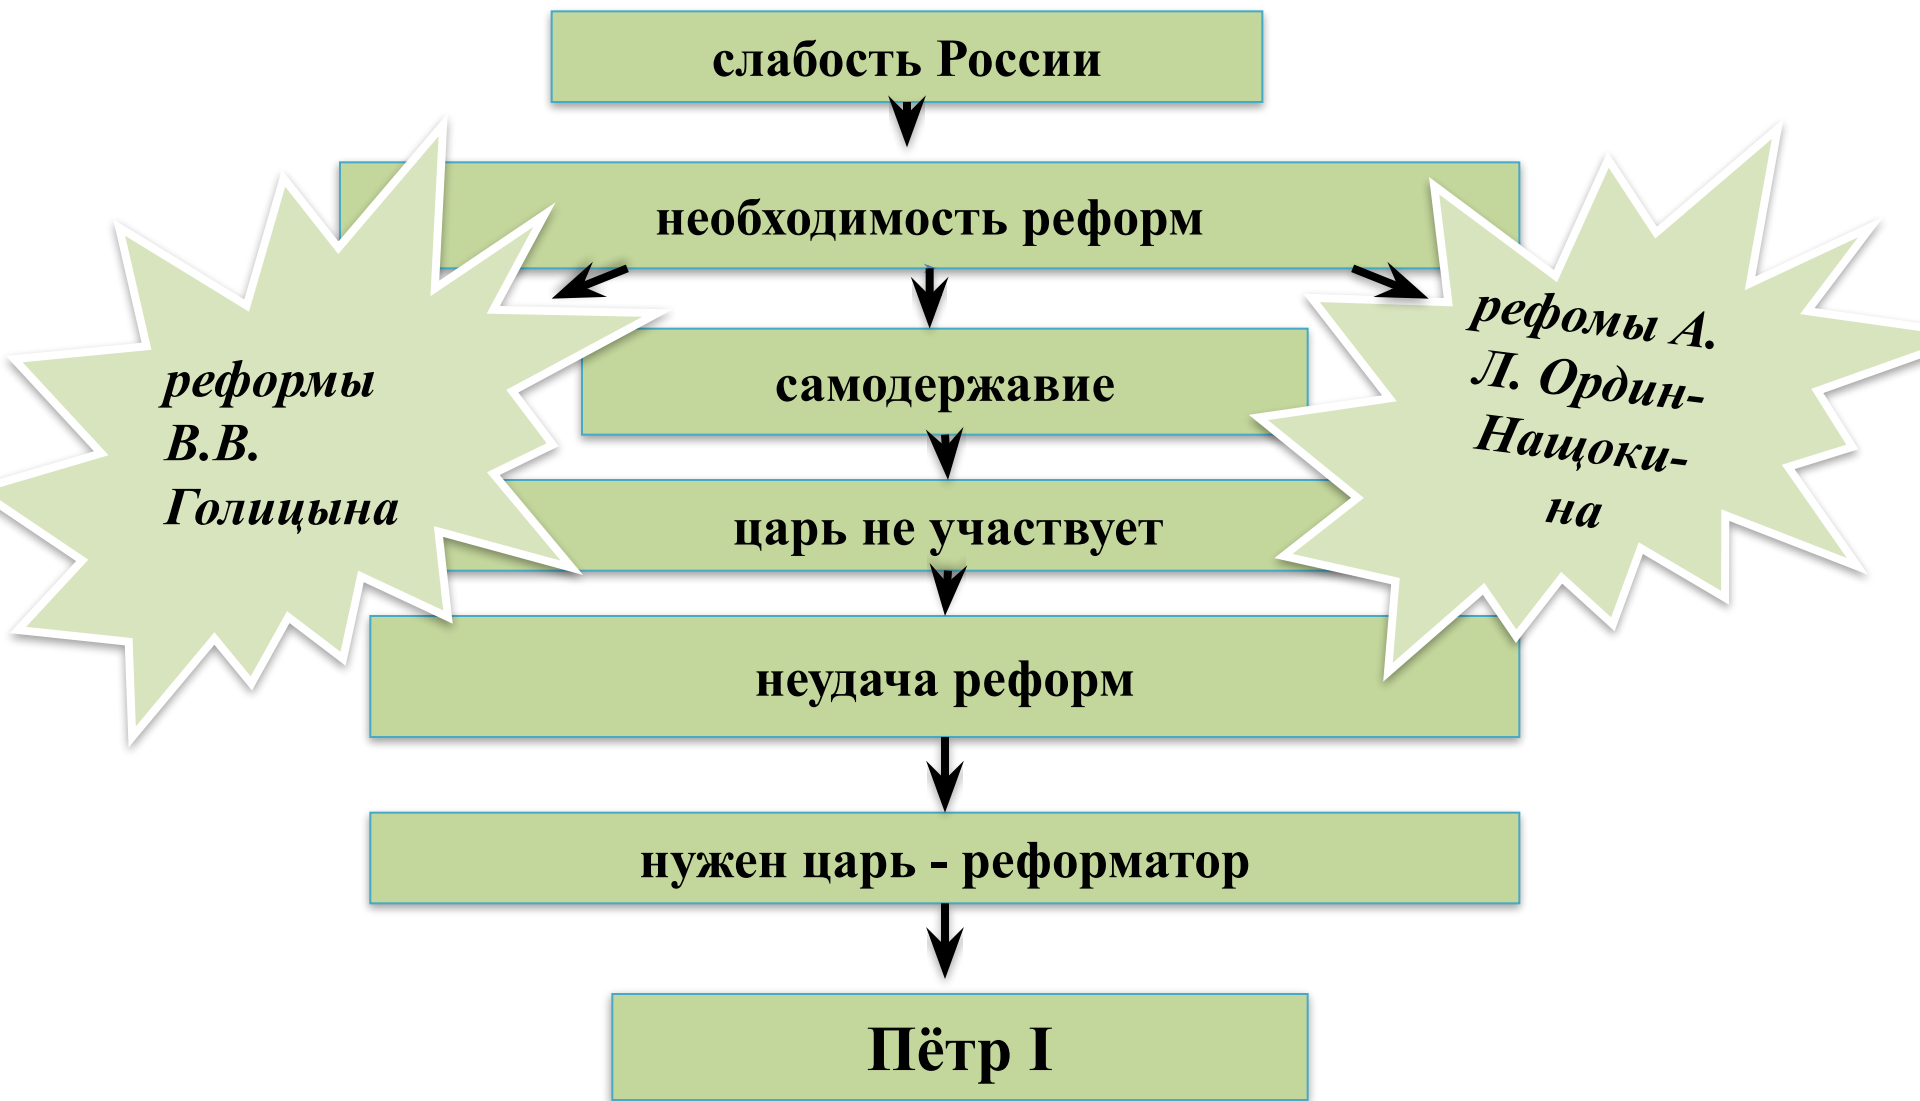 слабость России
необходимость реформ
реформы
В.В.
Голицына
рефомы А.
Л. Ордин-
Нащоки-
на
самодержавие
царь не участвует
неудача реформ
нужен царь - реформатор
Пётр I